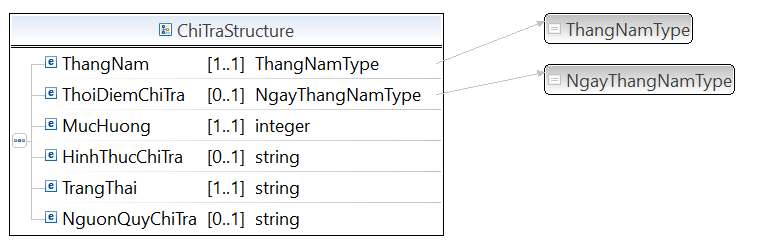 ChiTraStructure
ThangNam [1..1] ThangNamType
ThoiDiemChiTra [0..1] NgayThangNamType
MucHuong [1..1] integer
HinhThucChiTra [0..1] string
TrangThai [1..1] string
NguonQuyChiTra [0..1] string
ThangNamType
NgayThangNamType